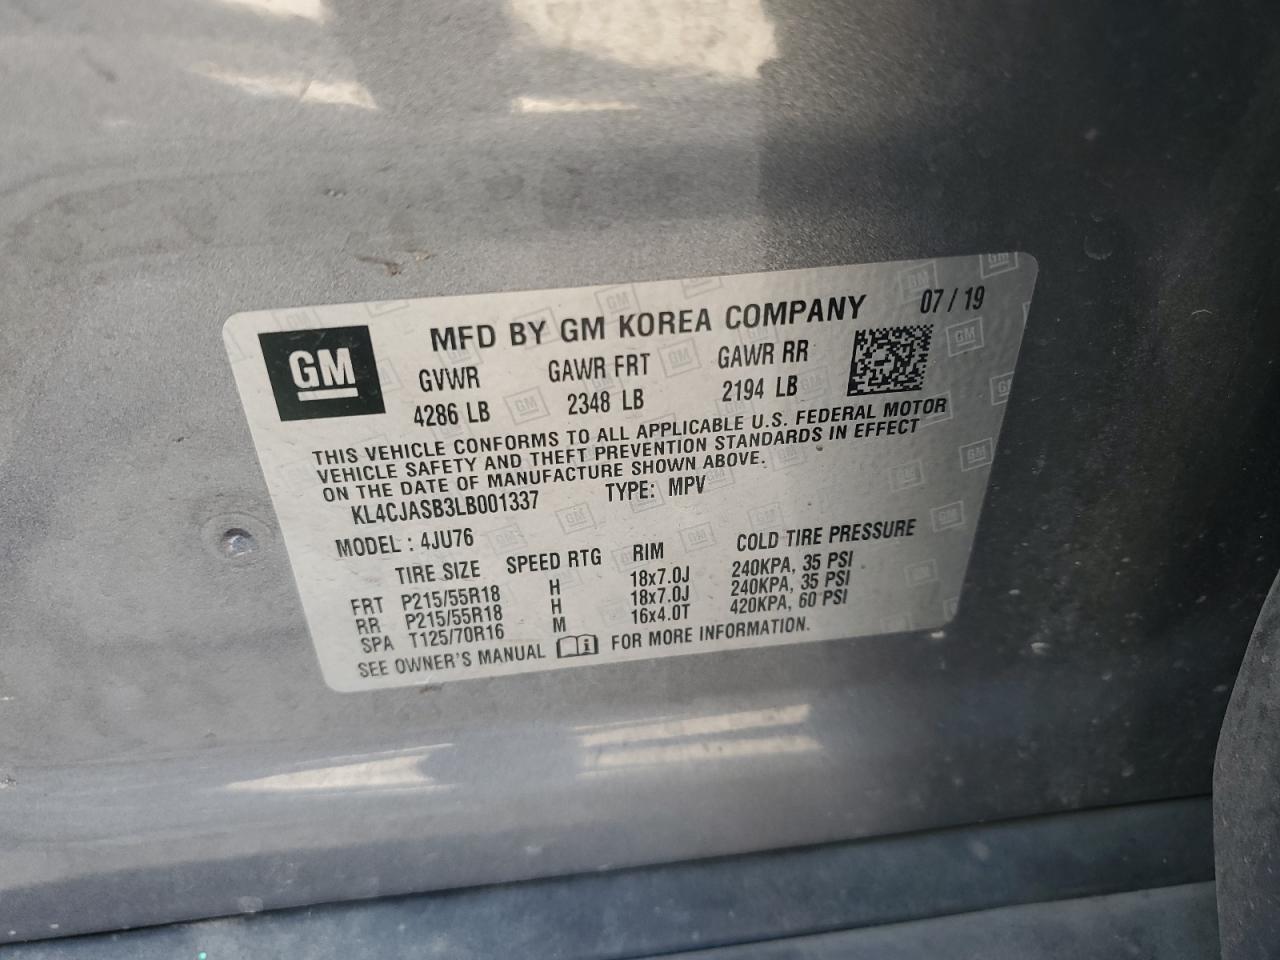 GM
MFD BY GM KOREA COMPANY 07 / 19
GVWR GAWR FRT GAWR RR
4286 LB 2348 LB 2194 LB
THIS VEHICLE CONFORMS TO ALL APPLICABLE U.S. FEDERAL MOTOR
VEHICLE SAFETY AND THEFT PREVENTION STANDARDS IN EFFECT
ON THE DATE OF MANUFACTURE SHOWN ABOVE.
KL4CJASB3LB001337 TYPE: MPV
MODEL : 4JU76
TIRE SIZE SPEED RTG RIM COLD TIRE PRESSURE
FRT P215/55R18 H 18x7.0J 240KPA, 35 PSI
RR P215/55R18 H 18x7.0J 240KPA, 35 PSI
SPA T125/70R16 M 16x4.0T 420KPA, 60 PSI
SEE OWNER'S MANUAL FOR MORE INFORMATION.